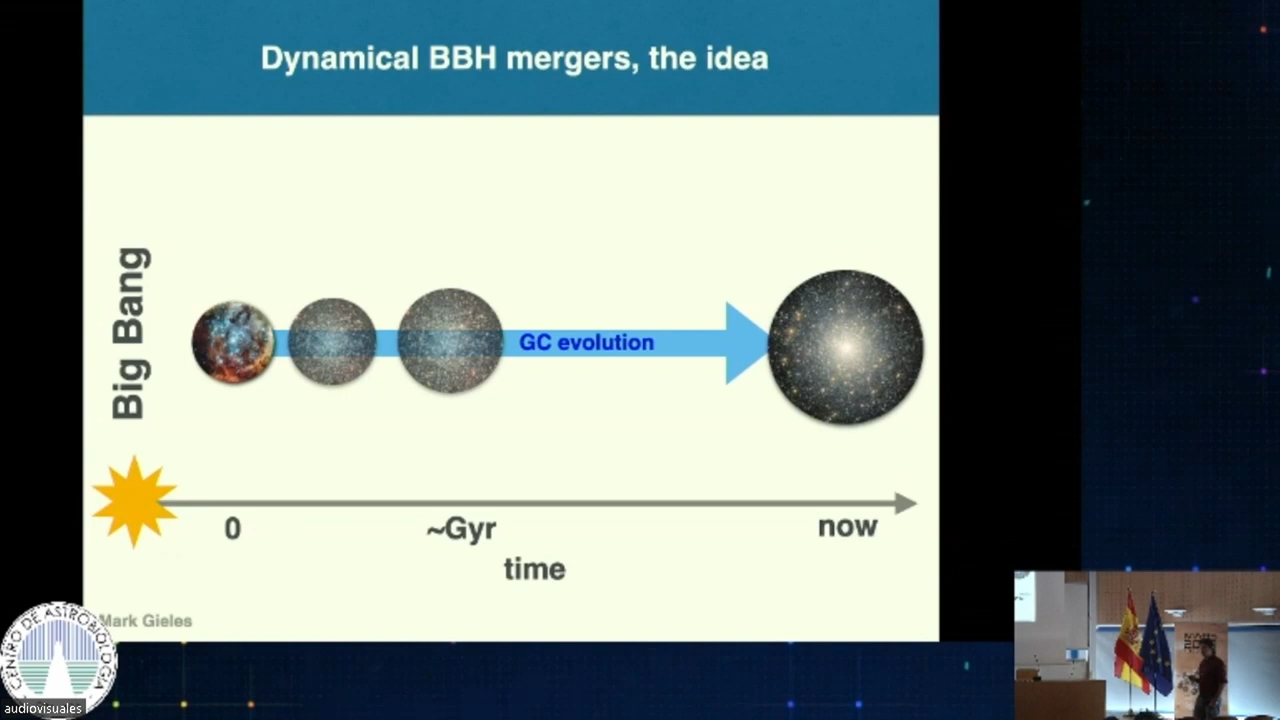 Dynamical BBH mergers, the idea
Big Bang
GC evolution
0
~Gyr
now
time
Mark Gieles
CENTRO DE ASTROBIOLOGÍA
audiovisuales